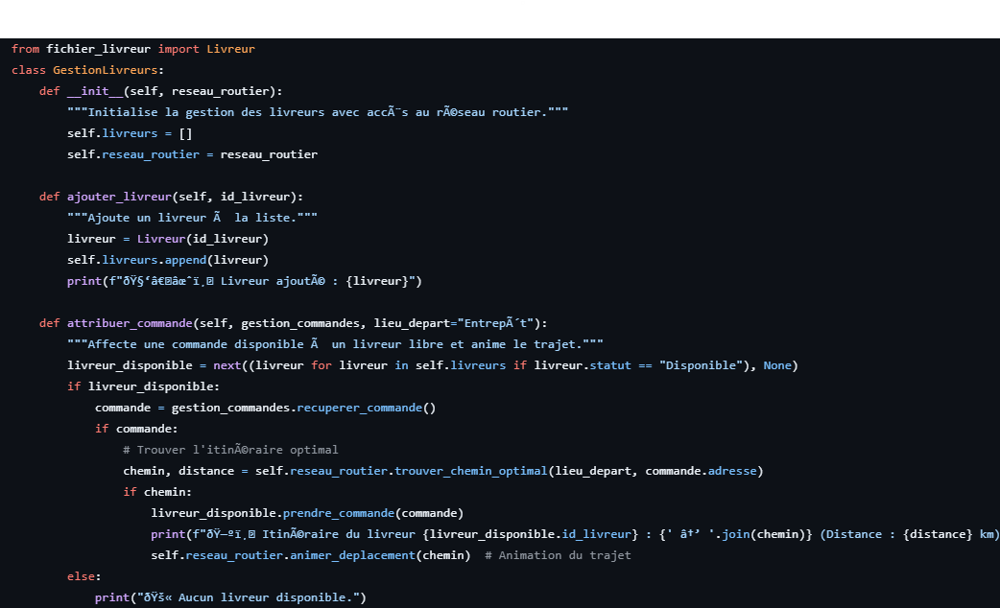 from fichier_livreur import Livreur
class GestionLivreurs:
    def __init__(self, reseau_routier):
        """Initialise la gestion des livreurs avec accÃ¨s au rÃ©seau routier."""
        self.livreurs = []
        self.reseau_routier = reseau_routier
    def ajouter_livreur(self, id_livreur):
        """Ajoute un livreur Ã  la liste."""
        livreur = Livreur(id_livreur)
        self.livreurs.append(livreur)
        print(f"ðŸ§‘â€âœˆï¸ Livreur ajoutÃ© : {livreur}")
    def attribuer_commande(self, gestion_commandes, lieu_depart="EntrepÃ´t"):
        """Affecte une commande disponible Ã  un livreur libre et anime le trajet."""
        livreur_disponible = next((livreur for livreur in self.livreurs if livreur.statut == "Disponible"), None)
        if livreur_disponible:
            commande = gestion_commandes.recuperer_commande()
            if commande:
                # Trouver l'itinÃ©raire optimal
                chemin, distance = self.reseau_routier.trouver_chemin_optimal(lieu_depart, commande.adresse)
                if chemin:
                    livreur_disponible.prendre_commande(commande)
                    print(f"ðŸ—ºï¸ ItinÃ©raire du livreur {livreur_disponible.id_livreur} : {' â†’ '.join(chemin)} (Distance : {distance} km)
                    self.reseau_routier.animer_deplacement(chemin)  # Animation du trajet
        else:
            print("ðŸš« Aucun livreur disponible.")